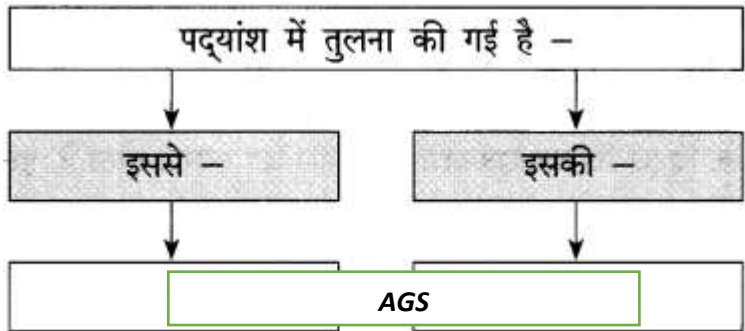 पद्यांश में तुलना की गई है –
इससे –
इसकी –
AGS